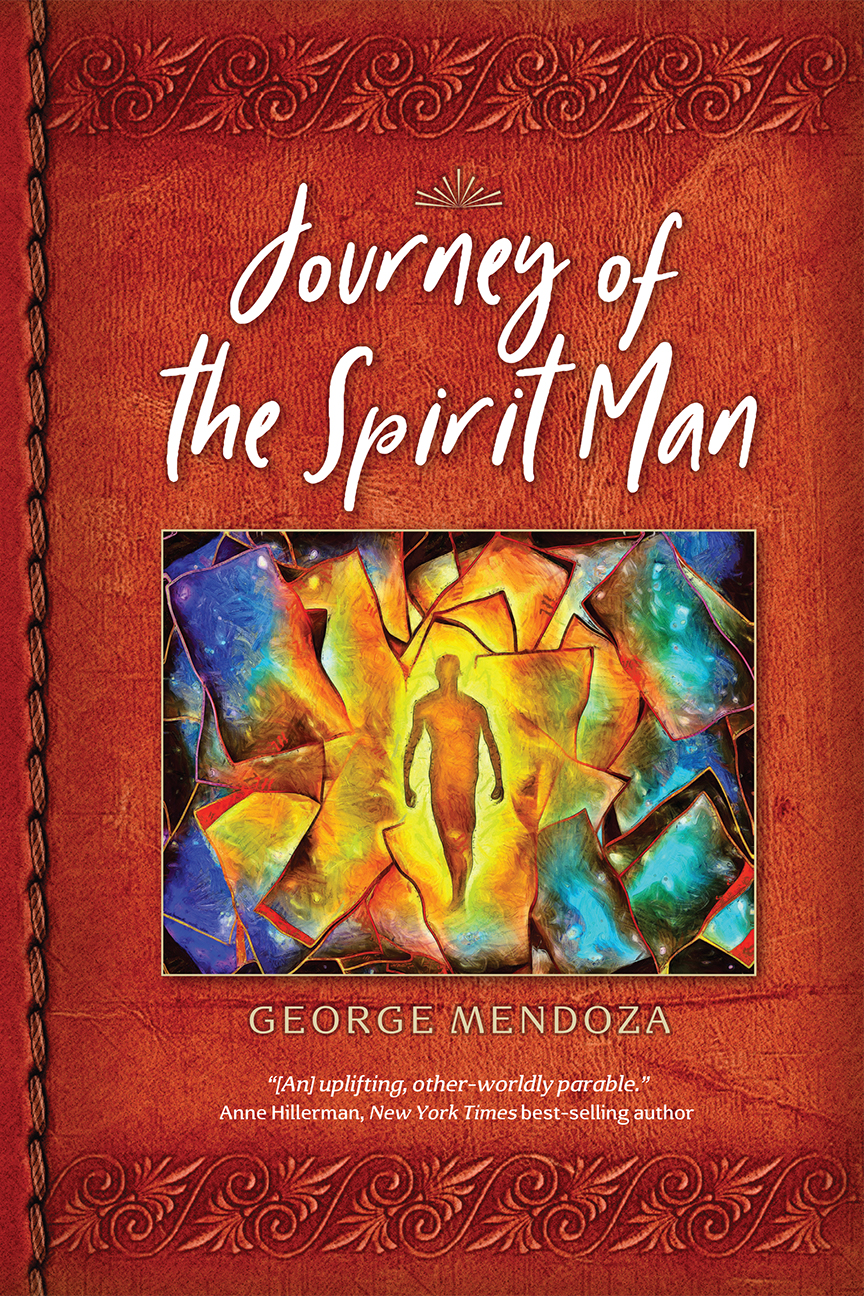 Journey of
the Spirit Man
GEORGE MENDOZA
“[An] uplifting, other-worldly parable.”
Anne Hillerman, New York Times best-selling author